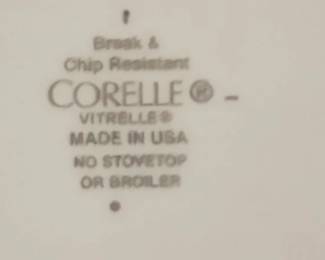 Break &
Chip Resistant
CORELLE® -
VITRELLE®
MADE IN USA
NO STOVETOP
OR BROILER